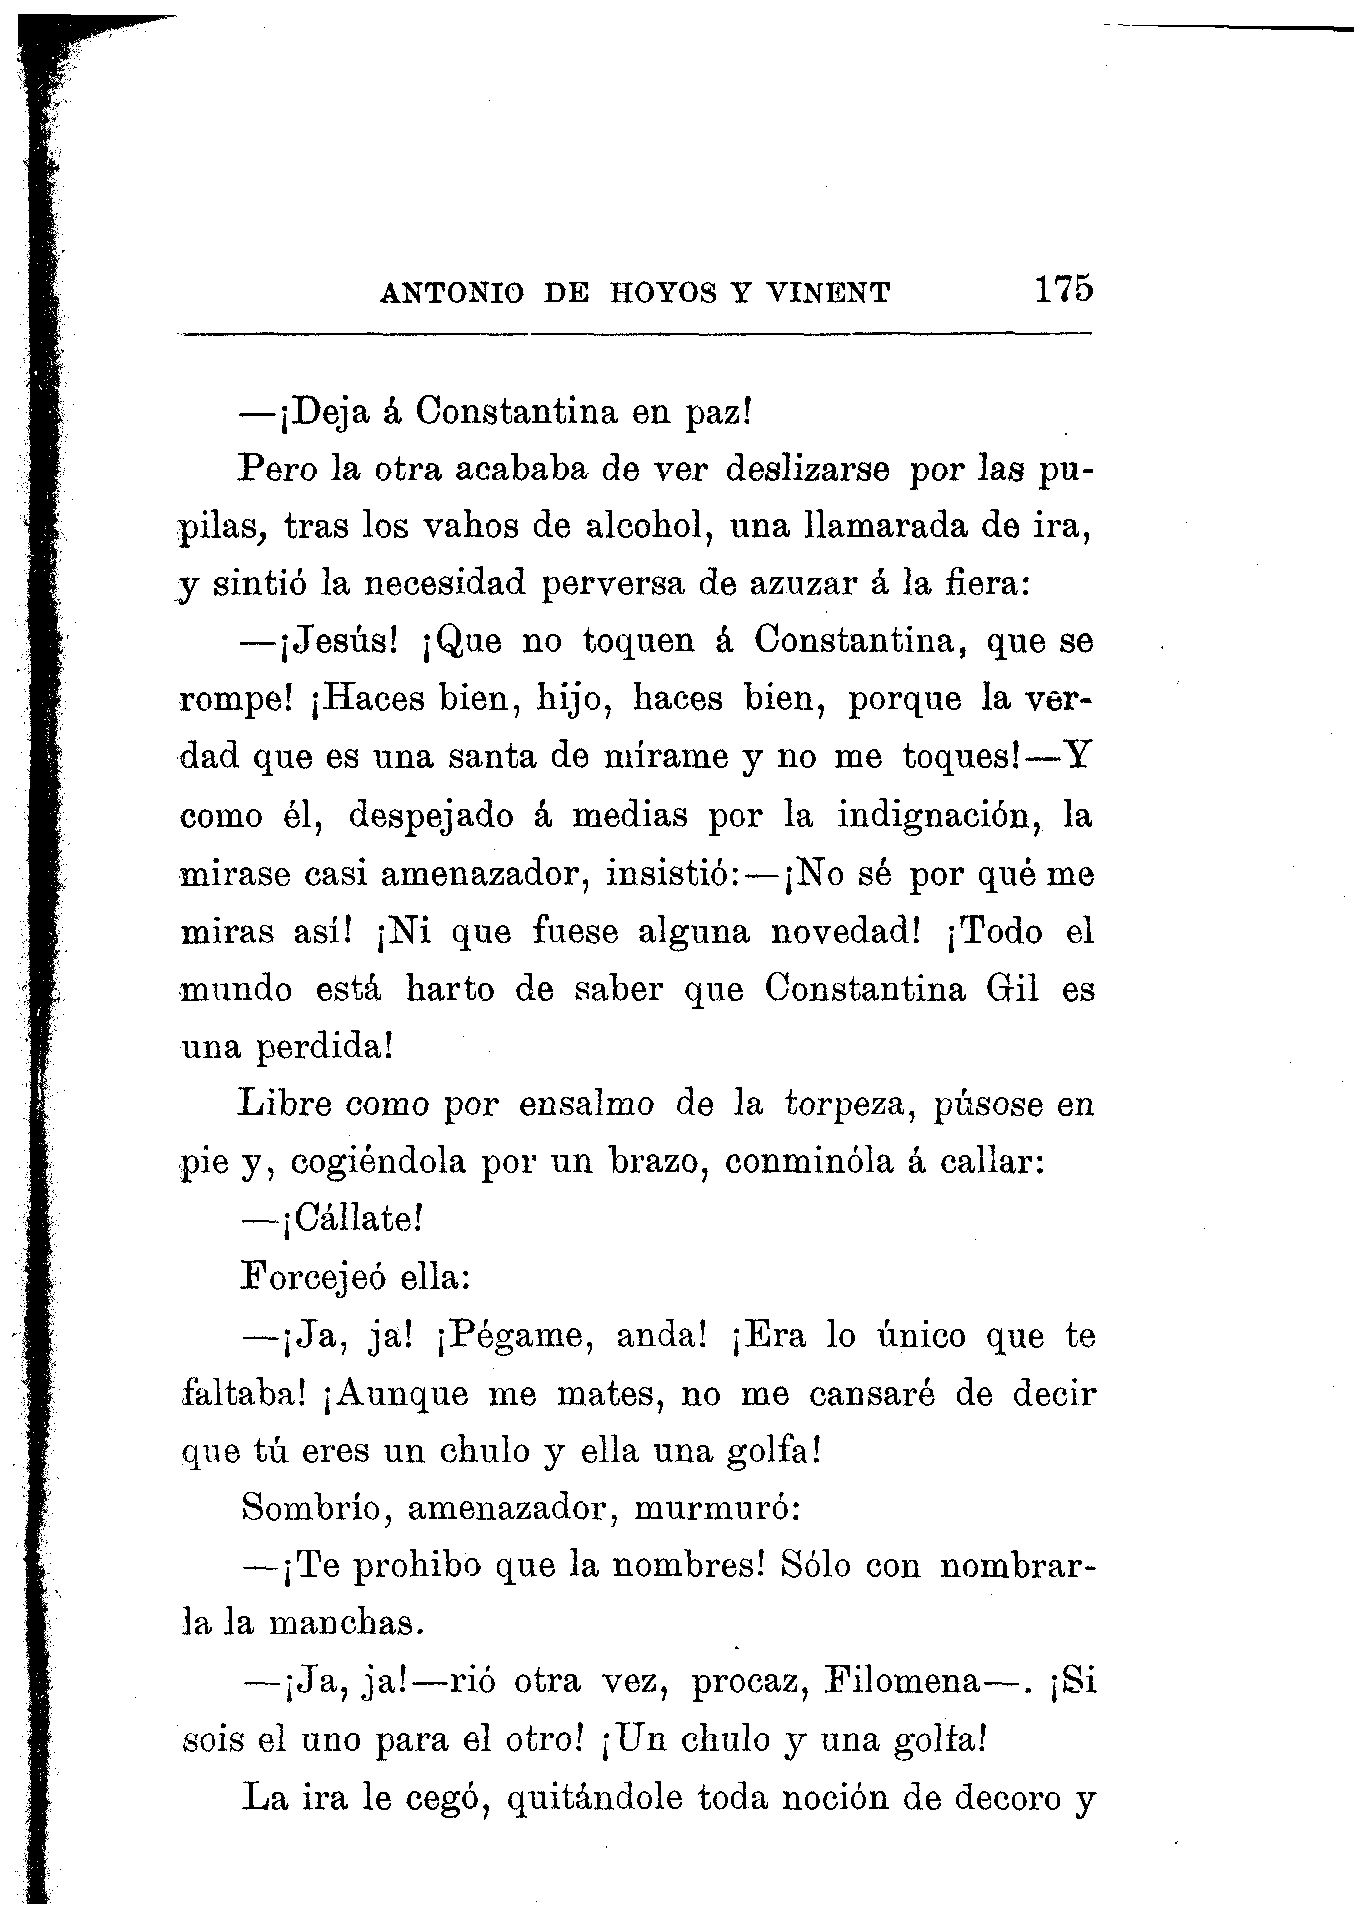 ANTONIO DE HOYOS Y VINENT 175
—¡Deja á Constantina en paz!
Pero la otra acababa de ver deslizarse por las pu-
pilas, tras los vahos de alcohol, una llamarada de ira,
y sintió la necesidad perversa de azuzar á la fiera:
—¡Jesús! ¡Que no toquen á Constantina, que se
rompe! ¡Haces bien, hijo, haces bien, porque la ver-
dad que es una santa de mírame y no me toques!—Y
como él, despejado á medias por la indignación, la
mirase casi amenazador, insistió:—¡No sé por qué me
miras así! ¡Ni que fuese alguna novedad! ¡Todo el
mundo está harto de saber que Constantina Gil es
una perdida!
Libre como por ensalmo de la torpeza, púsose en
pie y, cogiéndola por un brazo, conminóla á callar:
—¡Cállate!
Forcejeó ella:
—¡Ja, ja! ¡Pégame, anda! ¡Era lo único que te
faltaba! ¡Aunque me mates, no me cansaré de decir
que tú eres un chulo y ella una golfa!
Sombrío, amenazador, murmuró:
—¡Te prohibo que la nombres! Sólo con nombrar-
la la manchas.
—¡Ja, ja!—rió otra vez, procaz, Filomena—. ¡Si
sois el uno para el otro! ¡Un chulo y una golfa!
La ira le cegó, quitándole toda noción de decoro y